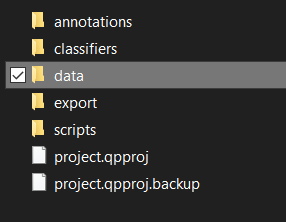 annotations
classifiers
data
export
scripts
project.qpproj
project.qpproj.backup